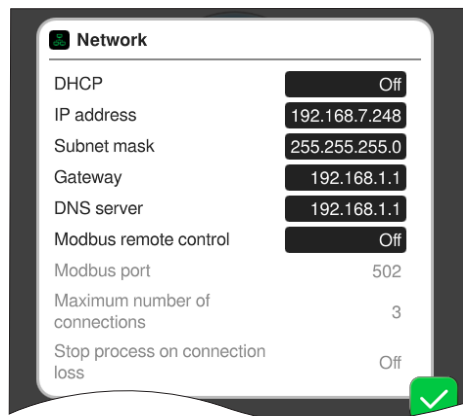 Network
DHCP Off
IP address 192.168.7.248
Subnet mask 255.255.255.0
Gateway 192.168.1.1
DNS server 192.168.1.1
Modbus remote control Off
Modbus port 502
Maximum number of
connections 3
Stop process on connection
loss Off